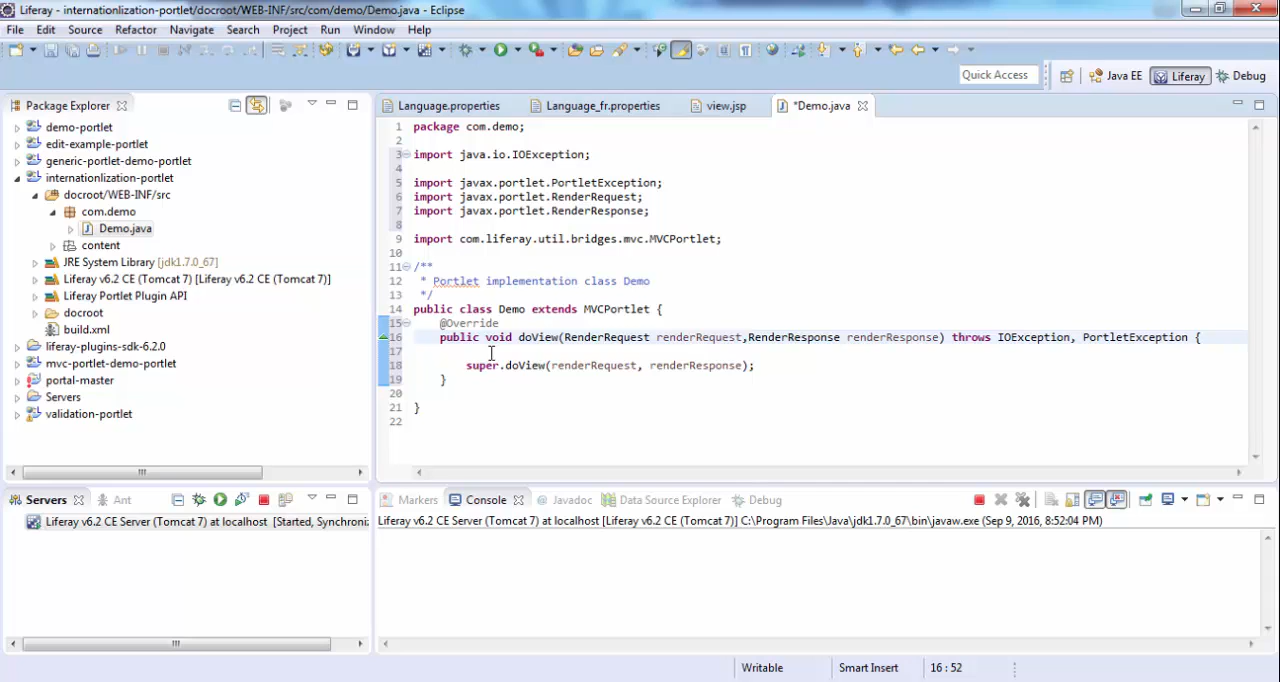 Liferay - internationlization-portlet/docroot/WEB-INF/src/com/demo/Demo.java - Eclipse
File Edit Source Refactor Navigate Search Project Run Window Help
Quick Access Java EE Liferay Debug
Package Explorer
demo-portlet
edit-example-portlet
generic-portlet-demo-portlet
internationlization-portlet
docroot/WEB-INF/src
com.demo
Demo.java
content
JRE System Library [jdk1.7.0_67]
Liferay v6.2 CE (Tomcat 7) [Liferay v6.2 CE (Tomcat 7)]
Liferay Portlet Plugin API
docroot
build.xml
liferay-plugins-sdk-6.2.0
mvc-portlet-demo-portlet
portal-master
Servers
validation-portlet
Language.properties Language_fr.properties view.jsp *Demo.java
1 package com.demo;
2
3 import java.io.IOException;
4
5 import javax.portlet.PortletException;
6 import javax.portlet.RenderRequest;
7 import javax.portlet.RenderResponse;
8
9 import com.liferay.util.bridges.mvc.MVCPortlet;
10
11 /**
12 * Portlet implementation class Demo
13 */
14 public class Demo extends MVCPortlet {
15 @Override
16 public void doView(RenderRequest renderRequest,RenderResponse renderResponse) throws IOException, PortletException {
17
18 super.doView(renderRequest, renderResponse);
19 }
20
21 }
22
Servers Ant
Liferay v6.2 CE Server (Tomcat 7) at localhost [Started, Synchroni
Markers Console Javadoc Data Source Explorer Debug
Liferay v6.2 CE Server (Tomcat 7) at localhost [Liferay v6.2 CE (Tomcat 7)] C:\Program Files\Java\jdk1.7.0_67\bin\javaw.exe (Sep 9, 2016, 8:52:04 PM)
Writable Smart Insert 16 : 52